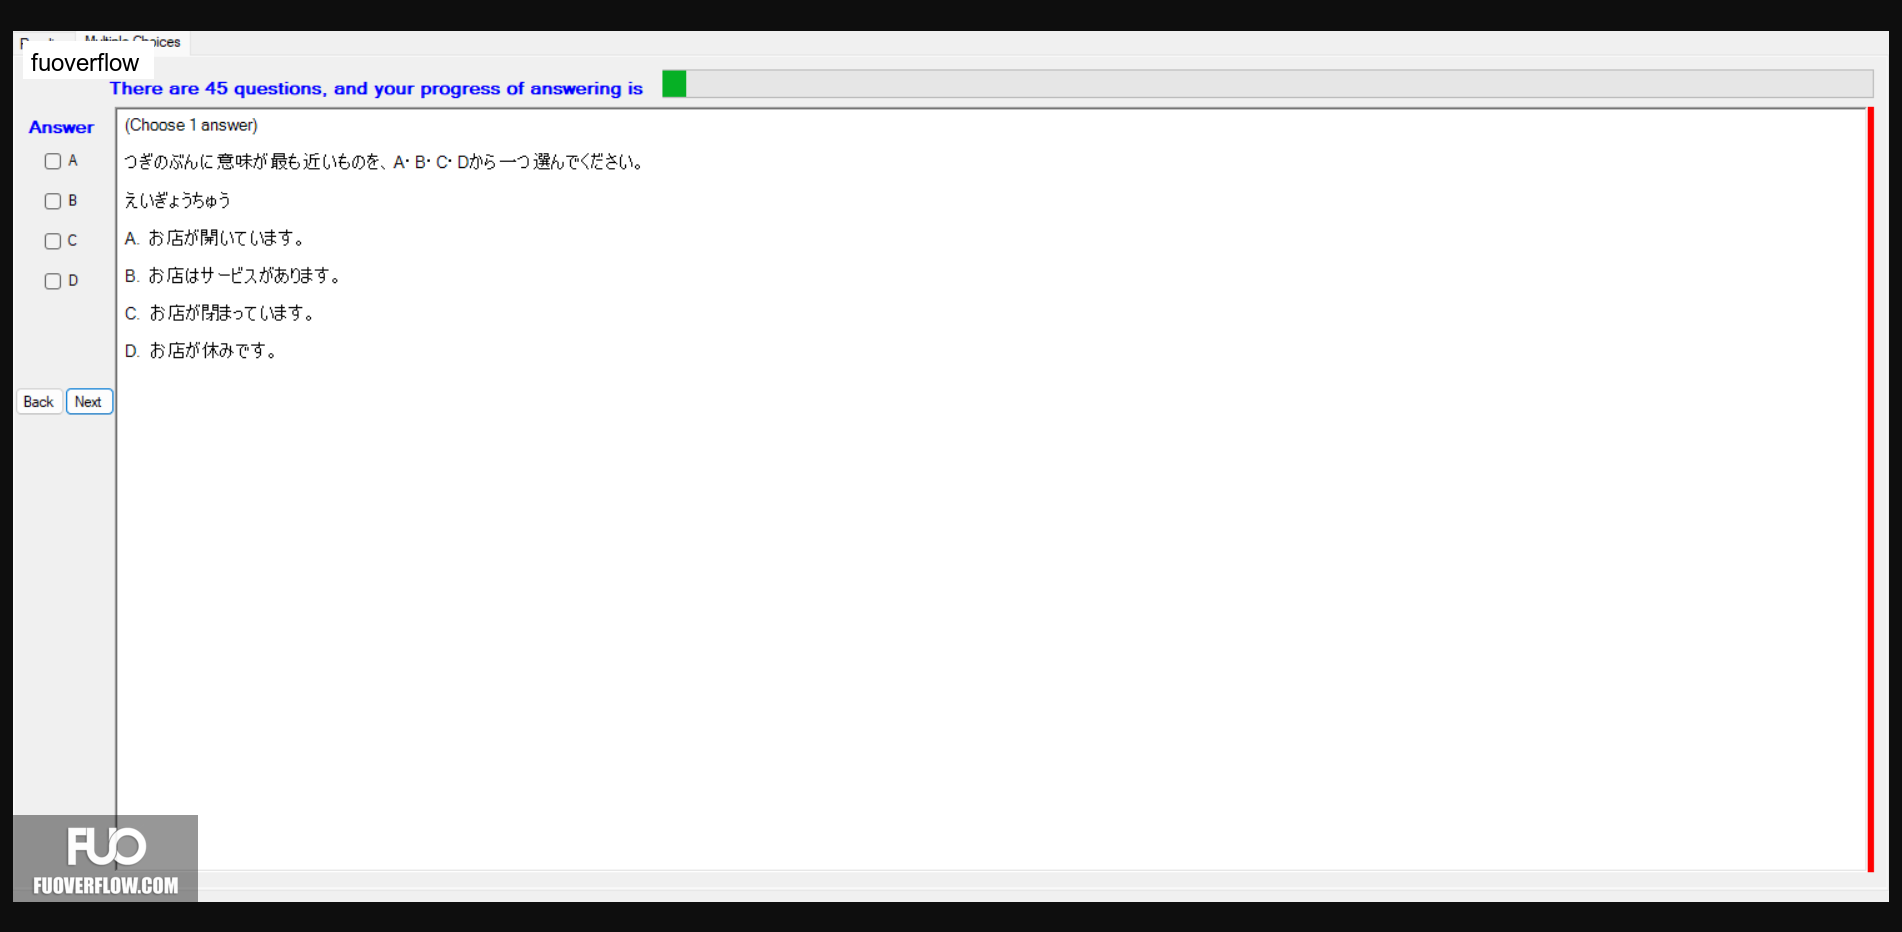 Multiple Choices
fuoverflow
There are 45 questions, and your progress of answering is
Answer
A
B
C
D
Back
Next
(Choose 1 answer)
つぎのぶんに意味が最も近いものを、A・B・C・Dから一つ選んでください。
えいぎょうちゅう
A. お店が開いています。
B. お店はサービスがあります。
C. お店が閉まっています。
D. お店が休みです。
FUO
FUOVERFLOW.COM